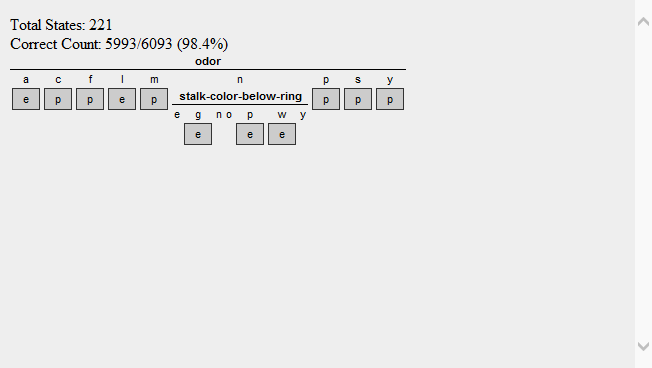 Total States: 221
Correct Count: 5993/6093 (98.4%)
odor
a c f l m n p s y
e p p e p stalk-color-below-ring p p p
e g n o p w y
e e e